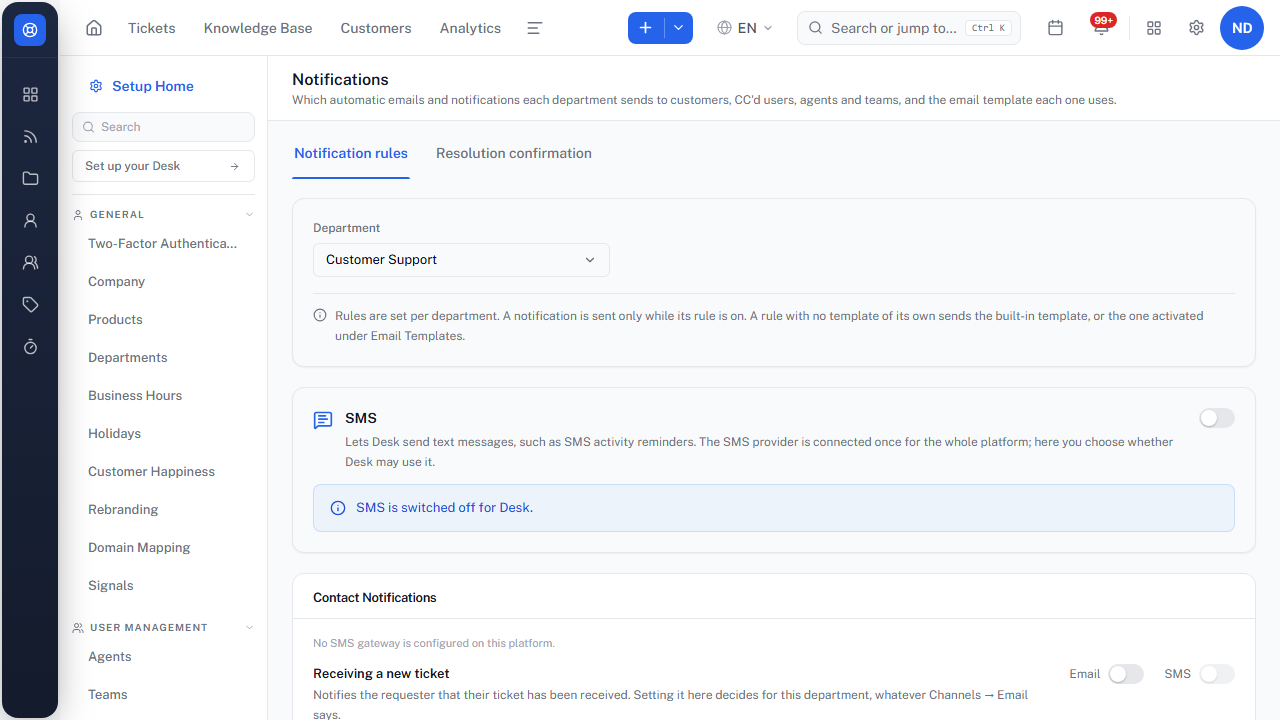 Tickets
Knowledge Base
Customers
Analytics
EN
Search or jump to...
Ctrl K
99+
ND
Setup Home
Search
Set up your Desk
GENERAL
Two-Factor Authentica...
Company
Products
Departments
Business Hours
Holidays
Customer Happiness
Rebranding
Domain Mapping
Signals
USER MANAGEMENT
Agents
Teams
Notifications
Which automatic emails and notifications each department sends to customers, CC'd users, agents and teams, and the email template each one uses.
Notification rules
Resolution confirmation
Department
Customer Support
Rules are set per department. A notification is sent only while its rule is on. A rule with no template of its own sends the built-in template, or the one activated
under Email Templates.
SMS
Lets Desk send text messages, such as SMS activity reminders. The SMS provider is connected once for the whole platform; here you choose whether
Desk may use it.
SMS is switched off for Desk.
Contact Notifications
No SMS gateway is configured on this platform.
Receiving a new ticket
Email
SMS
Notifies the requester that their ticket has been received. Setting it here decides for this department, whatever Channels → Email
says.